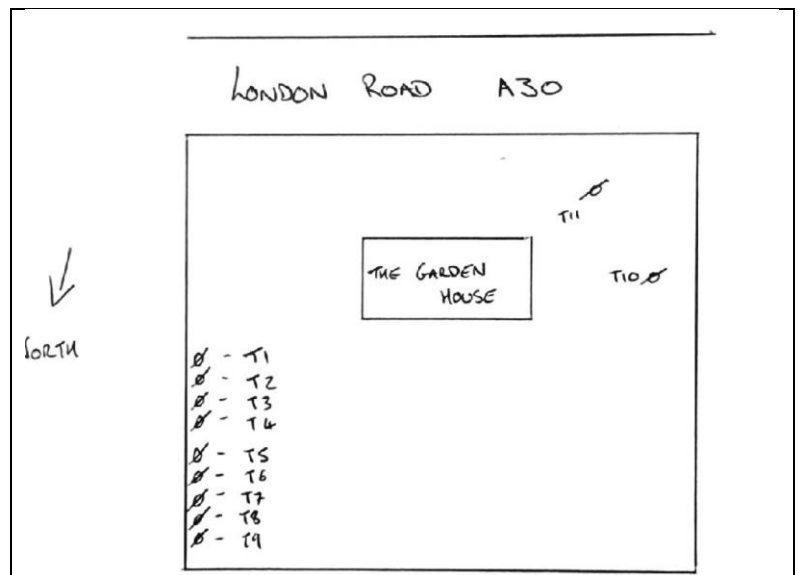 LONDON ROAD A30
T11
THE GARDEN
HOUSE
T10
NORTH
- T1
- T2
- T3
- T4
- T5
- T6
- T7
- T8
- T9